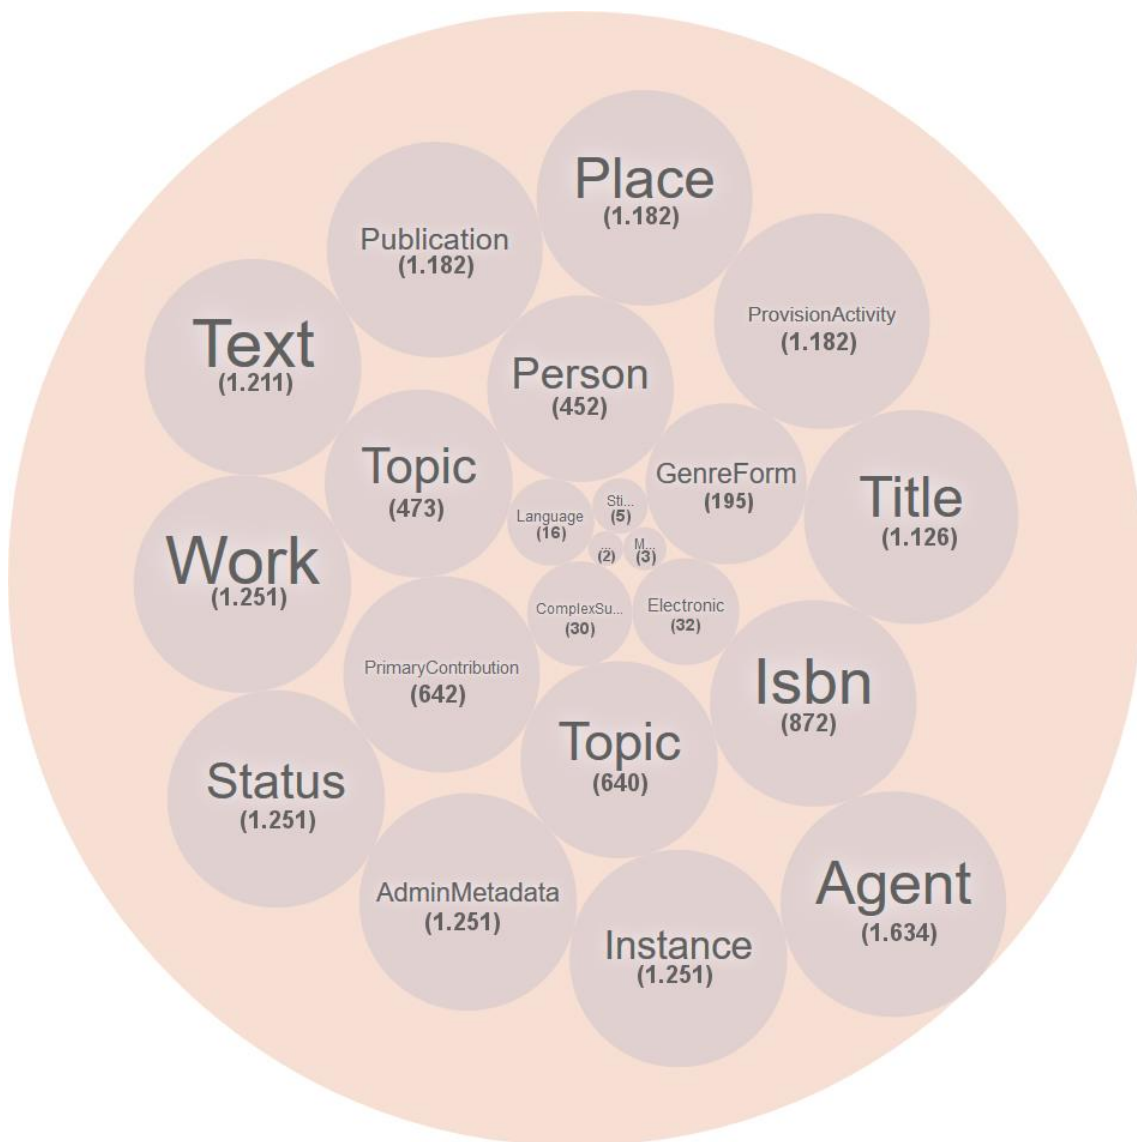 Place
(1.182)
Publication
(1.182)
ProvisionActivity
(1.182)
Text
(1.211)
Person
(452)
Topic
(473)
GenreForm
(195)
Title
(1.126)
Language
(16)
Sti...
(5)
...
(2)
M...
(3)
Work
(1.251)
ComplexSu...
(30)
Electronic
(32)
PrimaryContribution
(642)
Isbn
(872)
Topic
(640)
Status
(1.251)
AdminMetadata
(1.251)
Agent
(1.634)
Instance
(1.251)